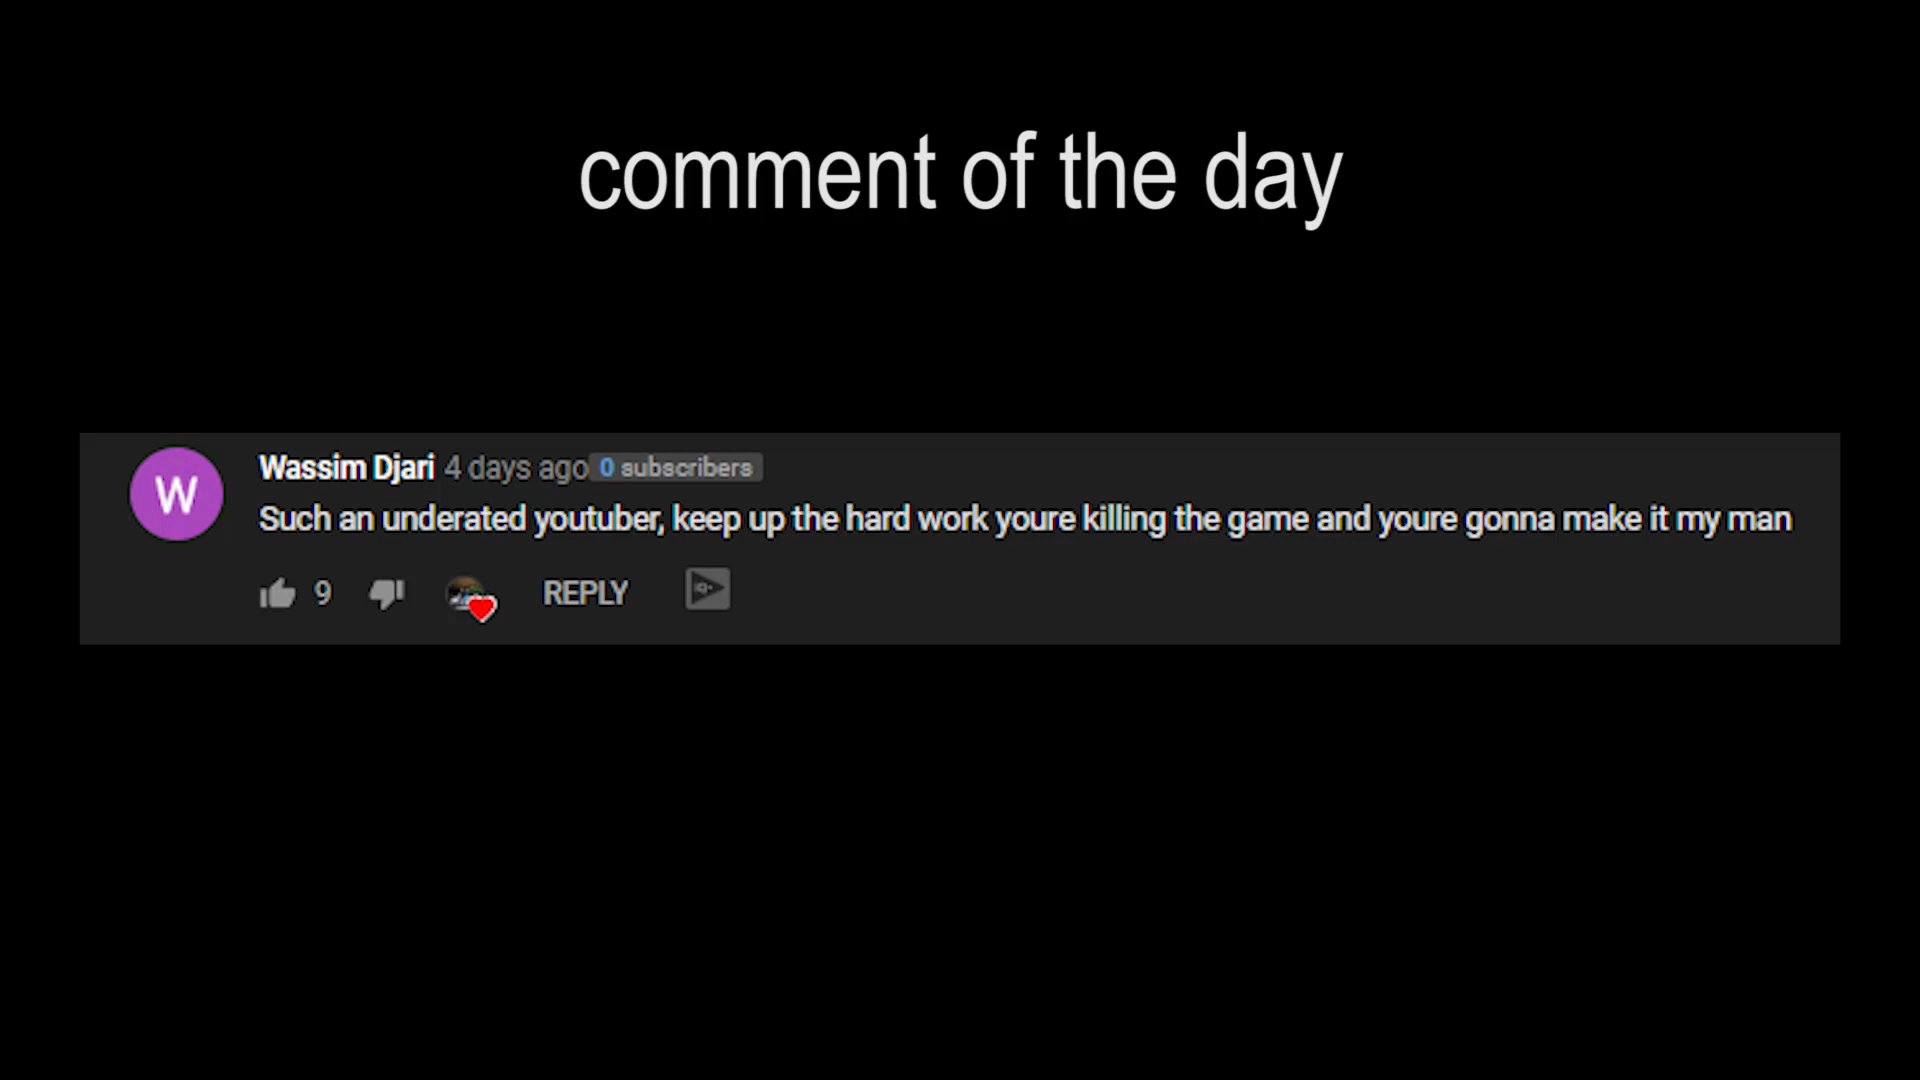 comment of the day
W
Wassim Djari 4 days ago 0 subscribers
Such an underated youtuber, keep up the hard work youre killing the game and youre gonna make it my man
9 REPLY